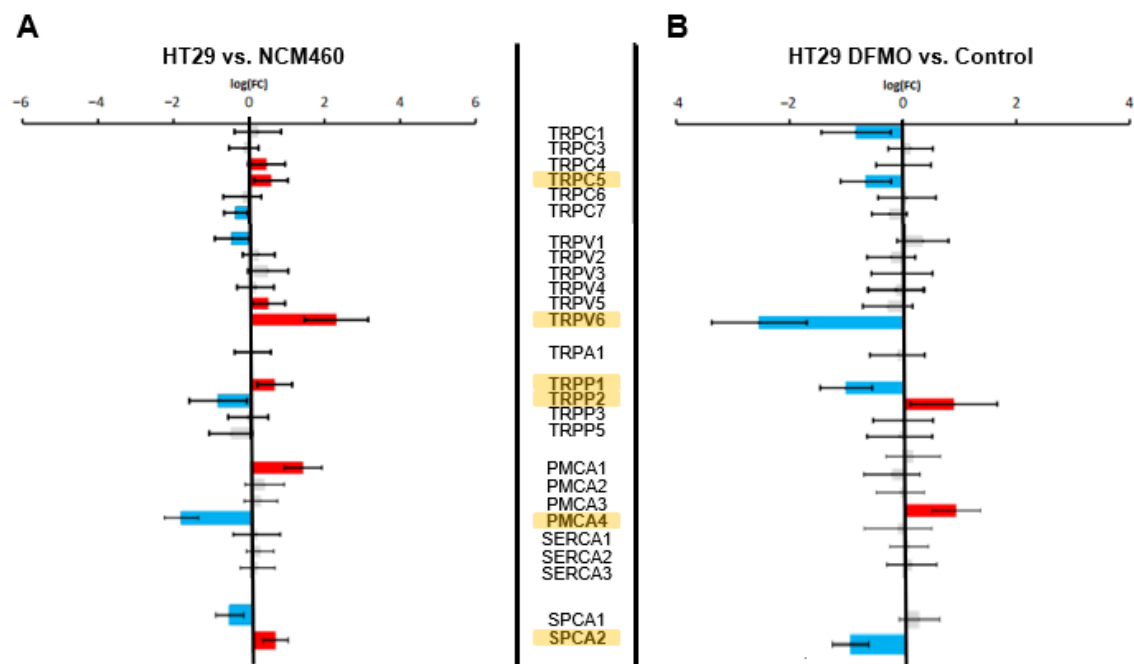 A
B
HT29 vs. NCM460
HT29 DFMO vs. Control
log(FC)
log(FC)
−6 −4 −2 0 2 4 6
4 −2 0 2 4
TRPC1
TRPC3
TRPC4
TRPC5
TRPC6
TRPC7
TRPV1
TRPV2
TRPV3
TRPV4
TRPV5
TRPV6
TRPA1
TRPP1
TRPP2
TRPP3
TRPP5
PMCA1
PMCA2
PMCA3
PMCA4
SERCA1
SERCA2
SERCA3
SPCA1
SPCA2